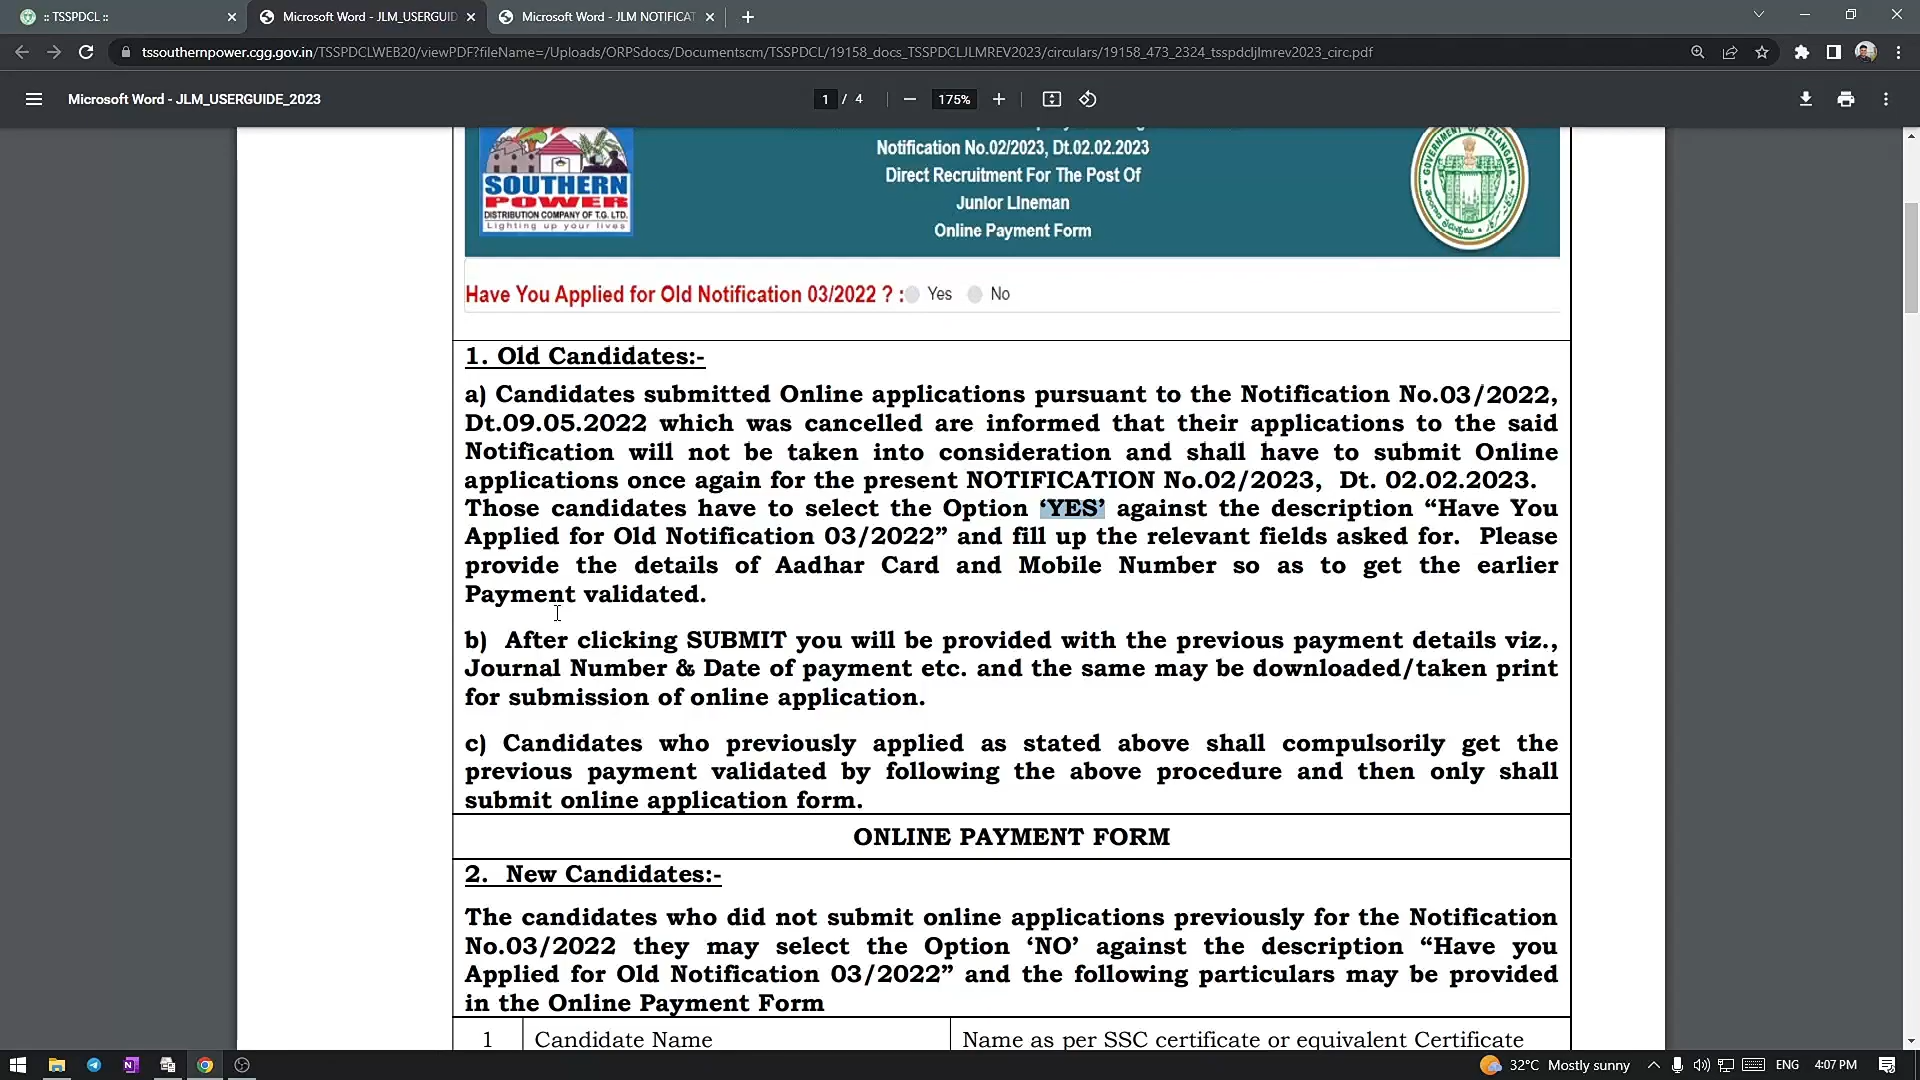 :: TSSPDCL ::
Microsoft Word - JLM_USERGUID
Microsoft Word - JLM NOTIFICAT
tssouthernpower.cgg.gov.in/TSSPDCLWEB20/viewPDF?fileName=/Uploads/ORPSdocs/Documentscm/TSSPDCL/19158_docs_TSSPDCLJLMREV2023/circulars/19158_473_2324_tsspdcljlmrev2023_circ.pdf
Microsoft Word - JLM_USERGUIDE_2023
1 / 4
175%
SOUTHERN
POWER
DISTRIBUTION COMPANY OF T.G. LTD.
Lighting up your lives
Notification No.02/2023, Dt.02.02.2023
Direct Recruitment For The Post Of
Junior LIneman
Online Payment Form
GOVERNMENT OF TELANGANA
Have You Applied for Old Notification 03/2022 ? : Yes No
1. Old Candidates:-
a) Candidates submitted Online applications pursuant to the Notification No.03/2022,
Dt.09.05.2022 which was cancelled are informed that their applications to the said
Notification will not be taken into consideration and shall have to submit Online
applications once again for the present NOTIFICATION No.02/2023, Dt. 02.02.2023.
Those candidates have to select the Option ‘YES’ against the description “Have You
Applied for Old Notification 03/2022” and fill up the relevant fields asked for. Please
provide the details of Aadhar Card and Mobile Number so as to get the earlier
Payment validated.
b) After clicking SUBMIT you will be provided with the previous payment details viz.,
Journal Number & Date of payment etc. and the same may be downloaded/taken print
for submission of online application.
c) Candidates who previously applied as stated above shall compulsorily get the
previous payment validated by following the above procedure and then only shall
submit online application form.
ONLINE PAYMENT FORM
2. New Candidates:-
The candidates who did not submit online applications previously for the Notification
No.03/2022 they may select the Option ‘NO’ against the description “Have you
Applied for Old Notification 03/2022” and the following particulars may be provided
in the Online Payment Form
1 Candidate Name Name as per SSC certificate or equivalent Certificate
32°C Mostly sunny
ENG
4:07 PM